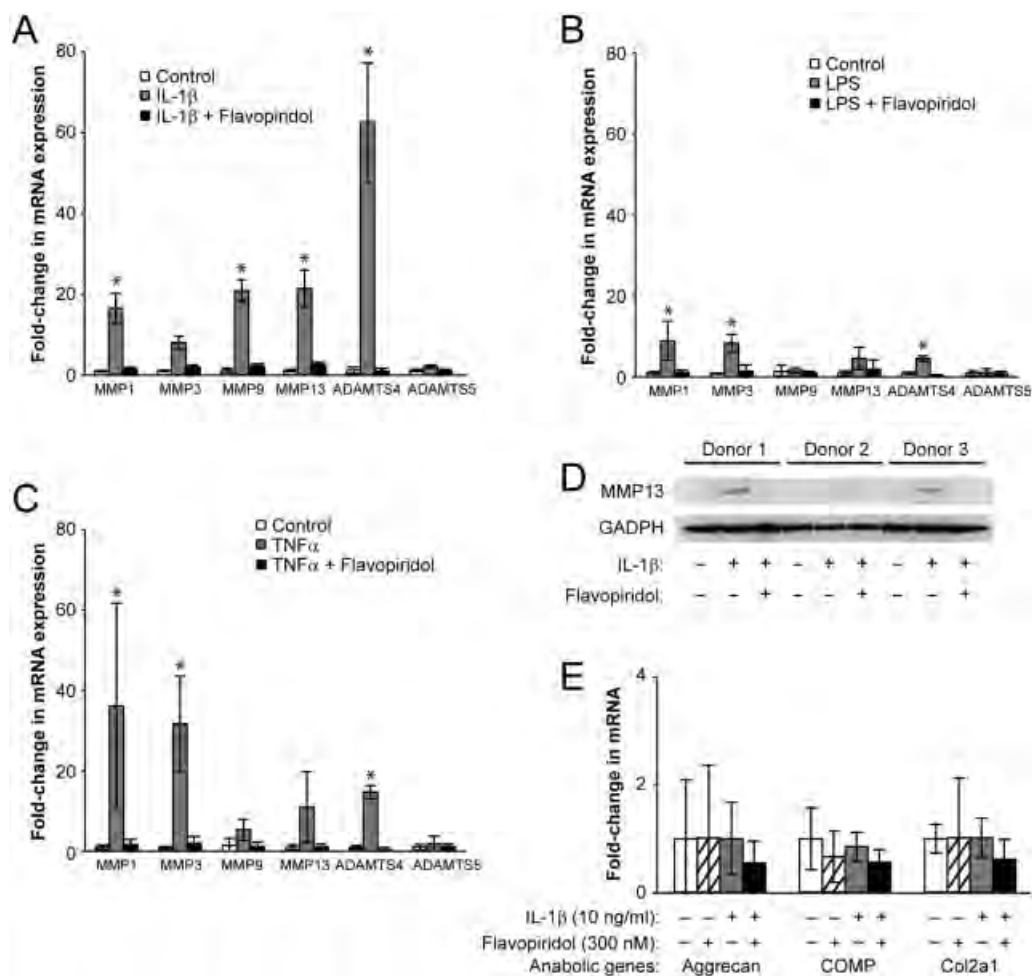 A
Fold-change in mRNA expression
80
60
40
20
0
Control
IL-1β
IL-1β + Flavopiridol
*
*
*
*
MMP1 MMP3 MMP9 MMP13 ADAMTS4 ADAMTS5
B
Fold-change in mRNA expression
80
60
40
20
0
Control
LPS
LPS + Flavopiridol
*
*
*
MMP1 MMP3 MMP9 MMP13 ADAMTS4 ADAMTS5
C
Fold-change in mRNA expression
80
60
40
20
0
Control
TNFα
TNFα + Flavopiridol
*
*
*
MMP1 MMP3 MMP9 MMP13 ADAMTS4 ADAMTS5
D
Donor 1 Donor 2 Donor 3
MMP13
GADPH
IL-1β: – + + – + + – + +
Flavopiridol: – – + – – + – – +
E
Fold-change in mRNA
4
2
0
IL-1β (10 ng/ml): – – + + – – + + – – + +
Flavopiridol (300 nM): – + – + – + – + – + – +
Anabolic genes: Aggrecan COMP Col2a1